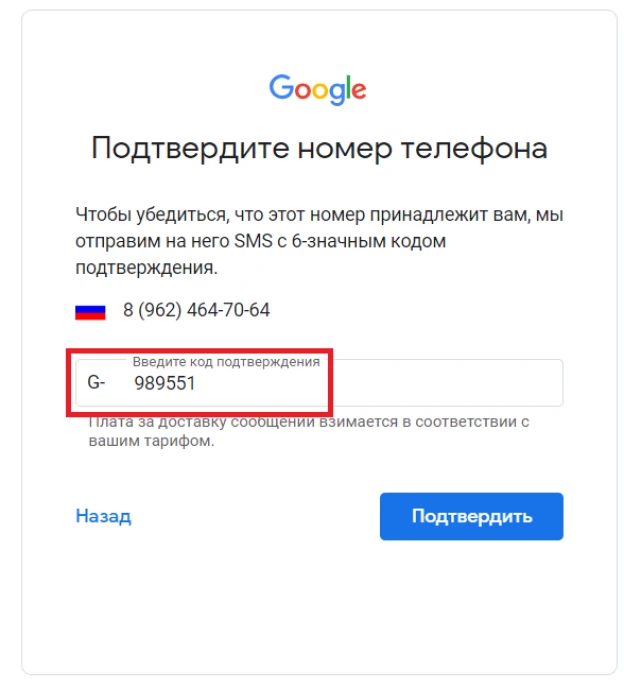 Google
Подтвердите номер телефона
Чтобы убедиться, что этот номер принадлежит вам, мы
отправим на него SMS с 6-значным кодом
подтверждения.
8 (962) 464-70-64
Введите код подтверждения
G- 989551
Плата за доставку сообщений взимается в соответствии с
вашим тарифом.
Назад
Подтвердить